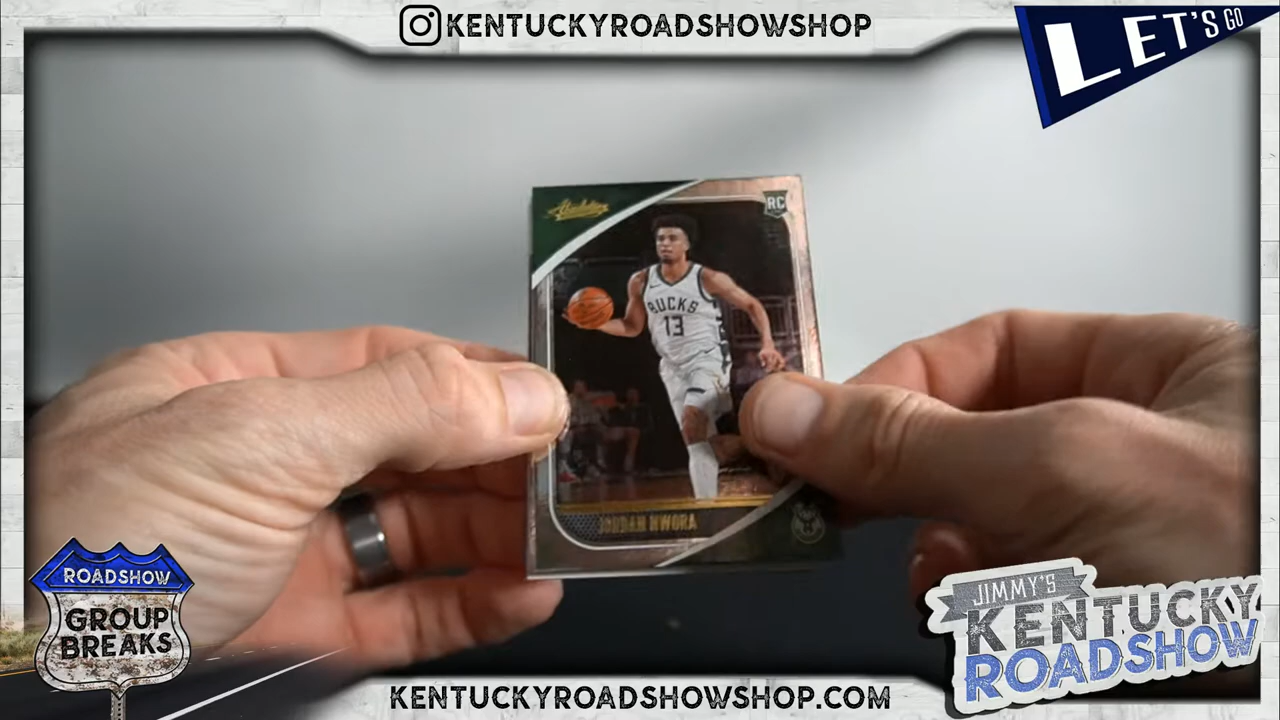 KENTUCKYROADSHOWSHOP
LET'S GO
Absolute
RC
BUCKS
13
JORDAN NWORA
ROADSHOW
GROUP
BREAKS
JIMMY'S
KENTUCKY
ROADSHOW
KENTUCKYROADSHOWSHOP.COM